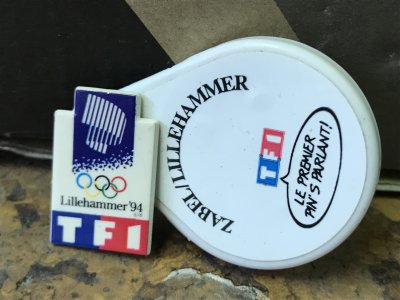 Lillehammer'94
TF1
ZABEL/LILLEHAMMER
TF1
LE PREMIER
PIN'S PARLANT!